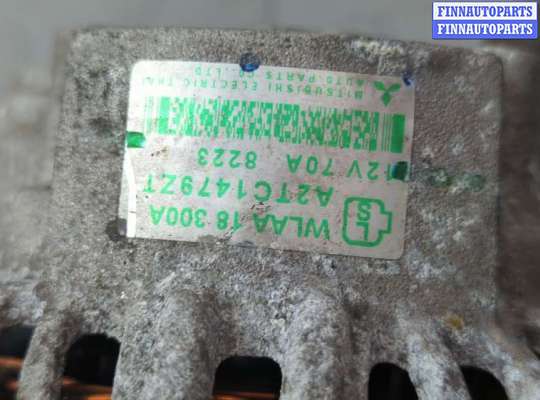 FINNAUTOPARTS
FINNAUTOPARTS
L
S
WLAA 18 300A
A2TC1479ZT
12V 70A 8223
MITSUBISHI ELECTRIC THAI
AUTO PARTS CO., LTD.